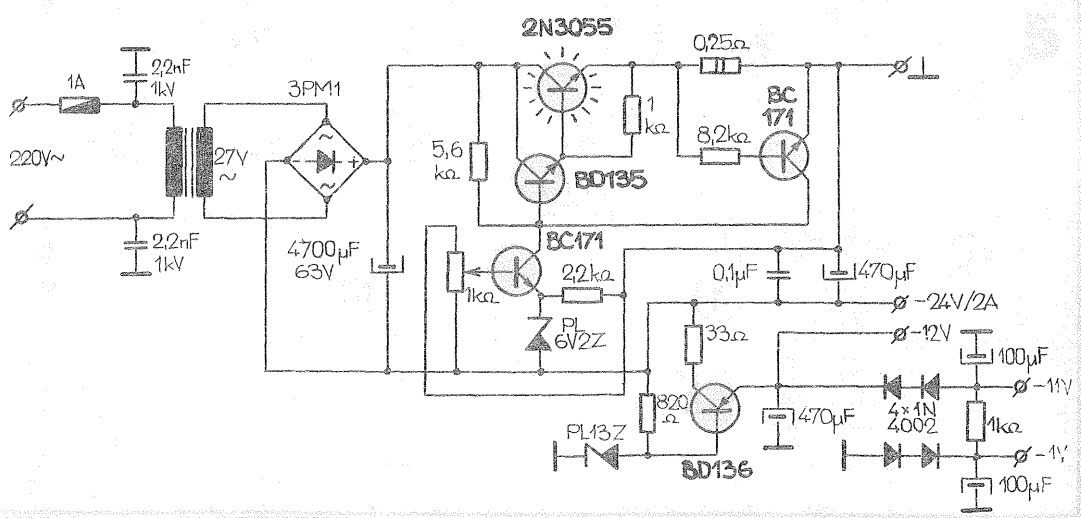 2N3055
0,25Ω
2,2nF
1kV
1A
3PM1
1
kΩ
BC
171
8,2kΩ
220V~
27V
~
~
+
-
~
5,6
kΩ
BD135
2,2nF
1kV
4700µF
63V
BC171
2,2kΩ
1kΩ
0,1µF
470µF
-24V/2A
PL
6V2Z
33Ω
-12V
100µF
-11V
820
Ω
4×1N
4002
470µF
1kΩ
PL13Z
BD136
-1V
100µF